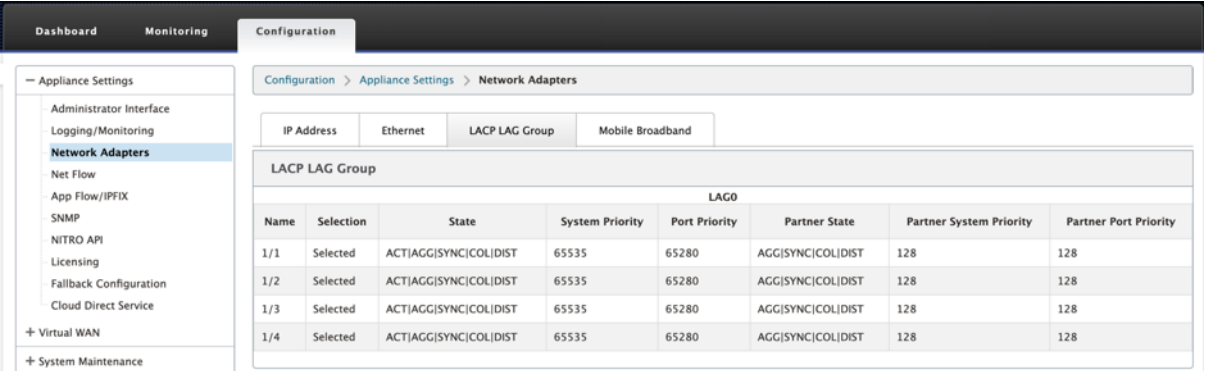 Dashboard Monitoring Configuration
− Appliance Settings
Administrator Interface
Logging/Monitoring
Network Adapters
Net Flow
App Flow/IPFIX
SNMP
NITRO API
Licensing
Fallback Configuration
Cloud Direct Service
+ Virtual WAN
+ System Maintenance
Configuration > Appliance Settings > Network Adapters
IP Address Ethernet LACP LAG Group Mobile Broadband
LACP LAG Group
LAG0
Name Selection State System Priority Port Priority Partner State Partner System Priority Partner Port Priority
1/1 Selected ACT|AGG|SYNC|COL|DIST 65535 65280 AGG|SYNC|COL|DIST 128 128
1/2 Selected ACT|AGG|SYNC|COL|DIST 65535 65280 AGG|SYNC|COL|DIST 128 128
1/3 Selected ACT|AGG|SYNC|COL|DIST 65535 65280 AGG|SYNC|COL|DIST 128 128
1/4 Selected ACT|AGG|SYNC|COL|DIST 65535 65280 AGG|SYNC|COL|DIST 128 128